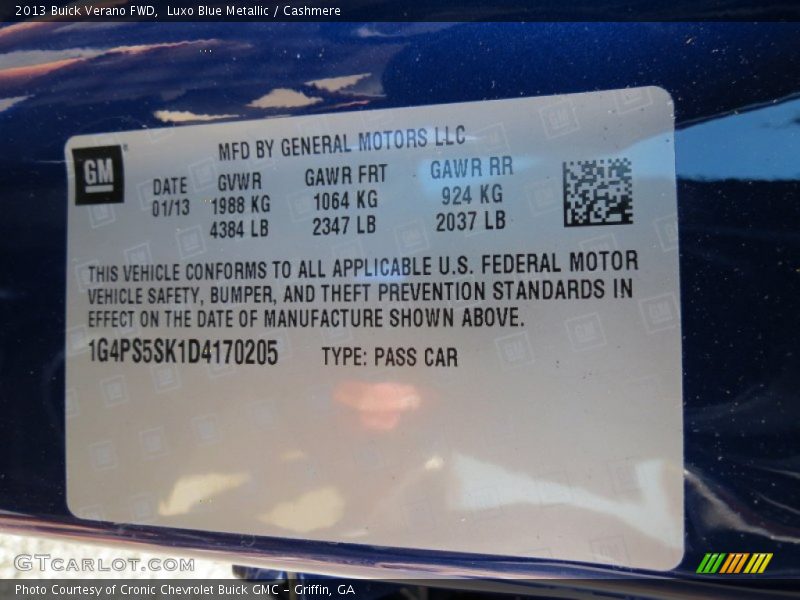 2013 Buick Verano FWD,  Luxo Blue Metallic / Cashmere
MFD BY GENERAL MOTORS LLC
GM
DATE GVWR GAWR FRT GAWR RR
01/13 1988 KG 1064 KG 924 KG
4384 LB 2347 LB 2037 LB
THIS VEHICLE CONFORMS TO ALL APPLICABLE U.S. FEDERAL MOTOR
VEHICLE SAFETY, BUMPER, AND THEFT PREVENTION STANDARDS IN
EFFECT ON THE DATE OF MANUFACTURE SHOWN ABOVE.
1G4PS5SK1D4170205 TYPE: PASS CAR
GTCarLot.com
Photo Courtesy of Cronic Chevrolet Buick GMC – Griffin, GA